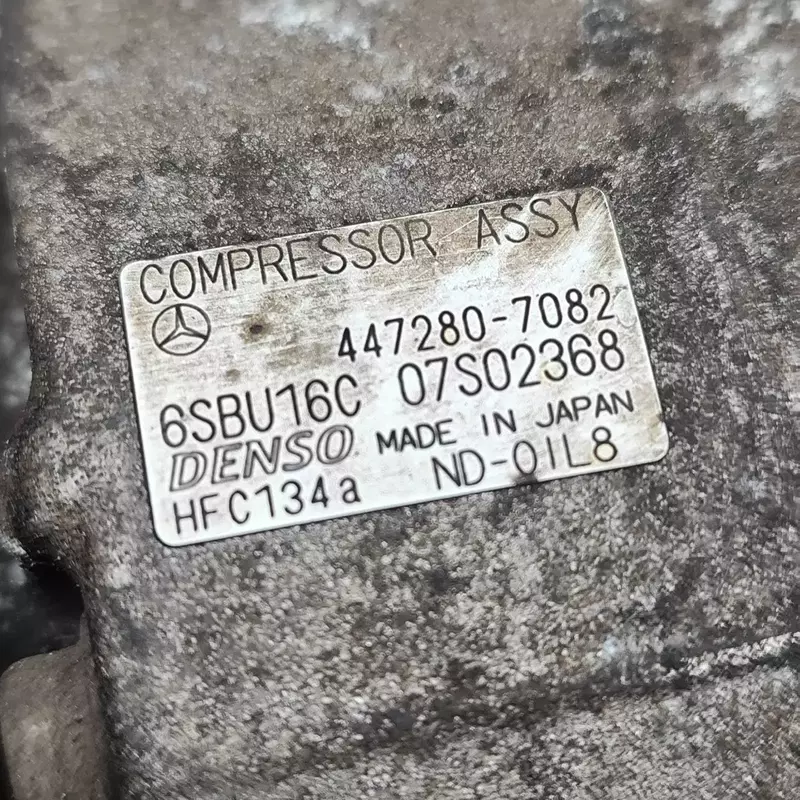 COMPRESSOR ASSY
447280-7082
6SBU16C 07S02368
DENSO MADE IN JAPAN
HFC134a ND-OIL8